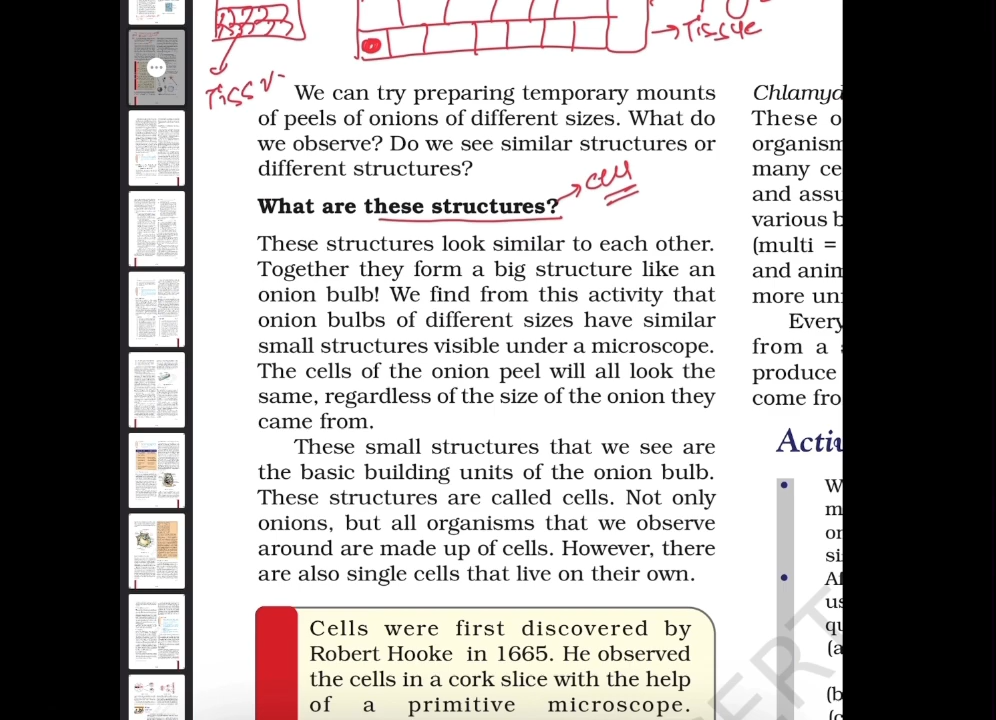 →Tissue
We can try preparing temporary mounts
of peels of onions of different sizes. What do
we observe? Do we see similar structures or
different structures?
→cell
What are these structures?
These structures look similar to each other.
Together they form a big structure like an
onion bulb! We find from this activity that
onion bulbs of different sizes have similar
small structures visible under a microscope.
The cells of the onion peel will all look the
same, regardless of the size of the onion they
came from.
These small structures that we see are
the basic building units of the onion bulb.
These structures are called cells. Not only
onions, but all organisms that we observe
around are made up of cells. However, there
are also single cells that live on their own.
Cells were first discovered by
Robert Hooke in 1665. He observed
the cells in a cork slice with the help
of a primitive microscope.
Chlamyd
These o
organism
many ce
and assu
various b
(multi =
and anim
more un
Every
from a
produce
come fro
Activ
• W
m
or
si
• Af
us
qu
(a
(b
(c